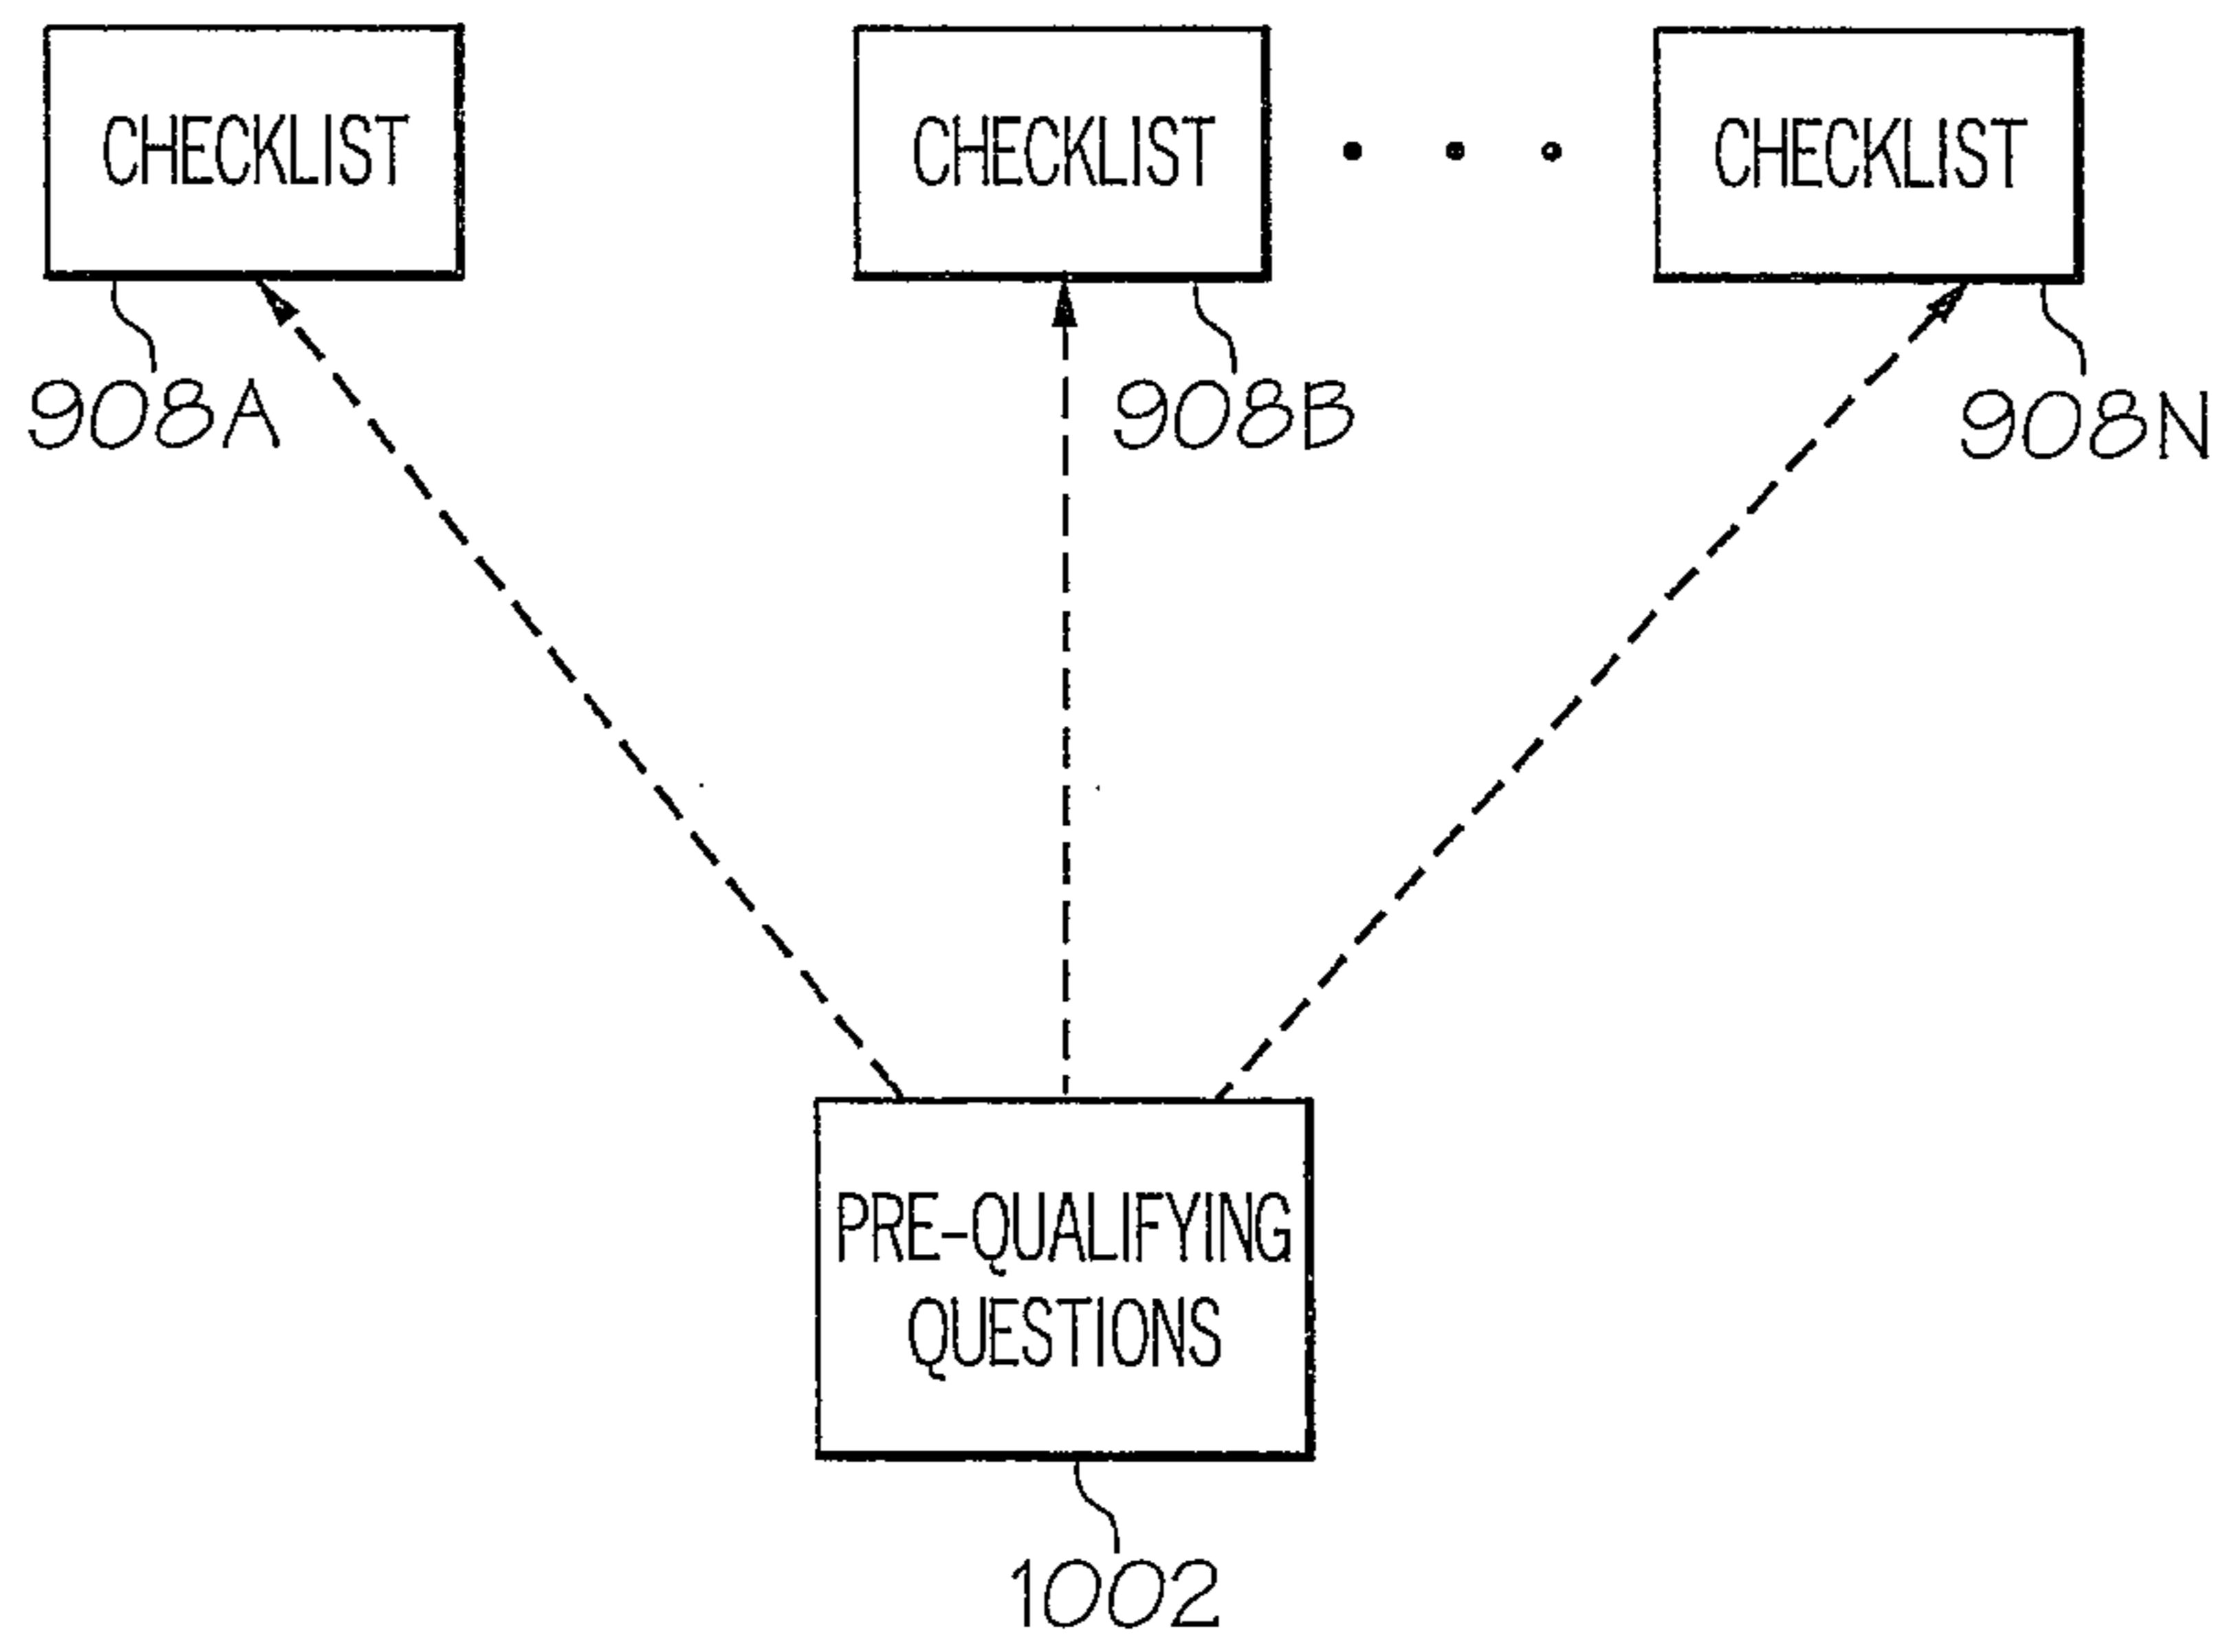 CHECKLIST
CHECKLIST
CHECKLIST
908A
908B
908N
PRE-QUALIFYING
QUESTIONS
1002